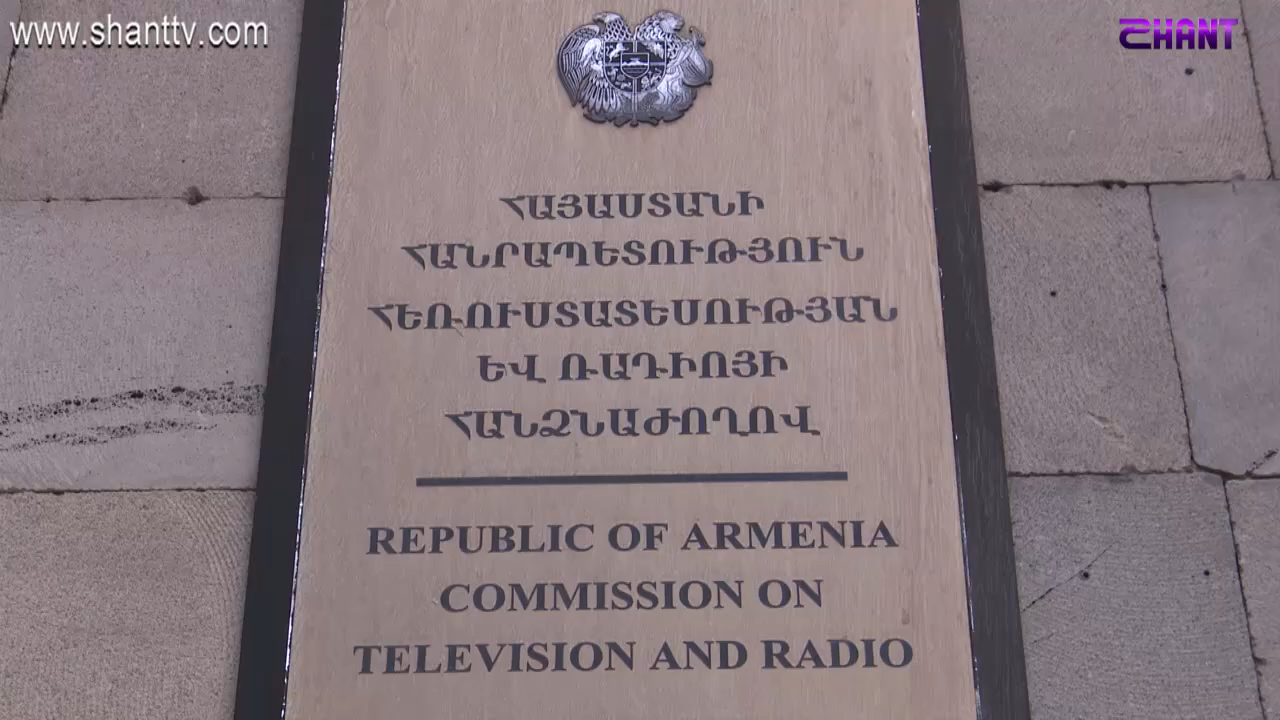 www.shanttv.com
SHANT
ՀԱՅԱՍՏԱՆԻ
ՀԱՆՐԱՊԵՏՈՒԹՅՈՒՆ
ՀԵՌՈՒՍՏԱՏԵՍՈՒԹՅԱՆ
ԵՎ ՌԱԴԻՈՅԻ
ՀԱՆՁՆԱԺՈՂՈՎ
REPUBLIC OF ARMENIA
COMMISSION ON
TELEVISION AND RADIO